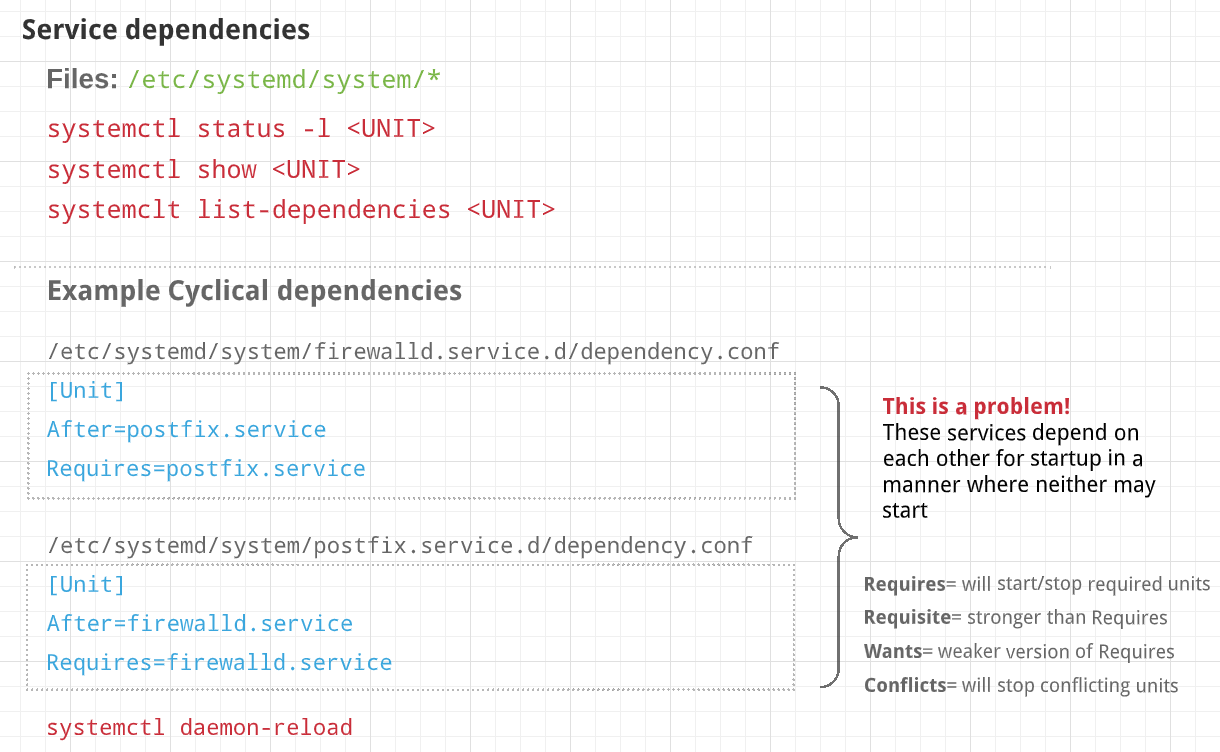 Service dependencies
Files: /etc/systemd/system/*
systemctl status -l <UNIT>
systemctl show <UNIT>
systemclt list-dependencies <UNIT>
Example Cyclical dependencies
/etc/systemd/system/firewalld.service.d/dependency.conf
[Unit]
After=postfix.service
Requires=postfix.service
/etc/systemd/system/postfix.service.d/dependency.conf
[Unit]
After=firewalld.service
Requires=firewalld.service
systemctl daemon-reload
This is a problem!
These services depend on
each other for startup in a
manner where neither may
start
Requires= will start/stop required units
Requisite= stronger than Requires
Wants= weaker version of Requires
Conflicts= will stop conflicting units